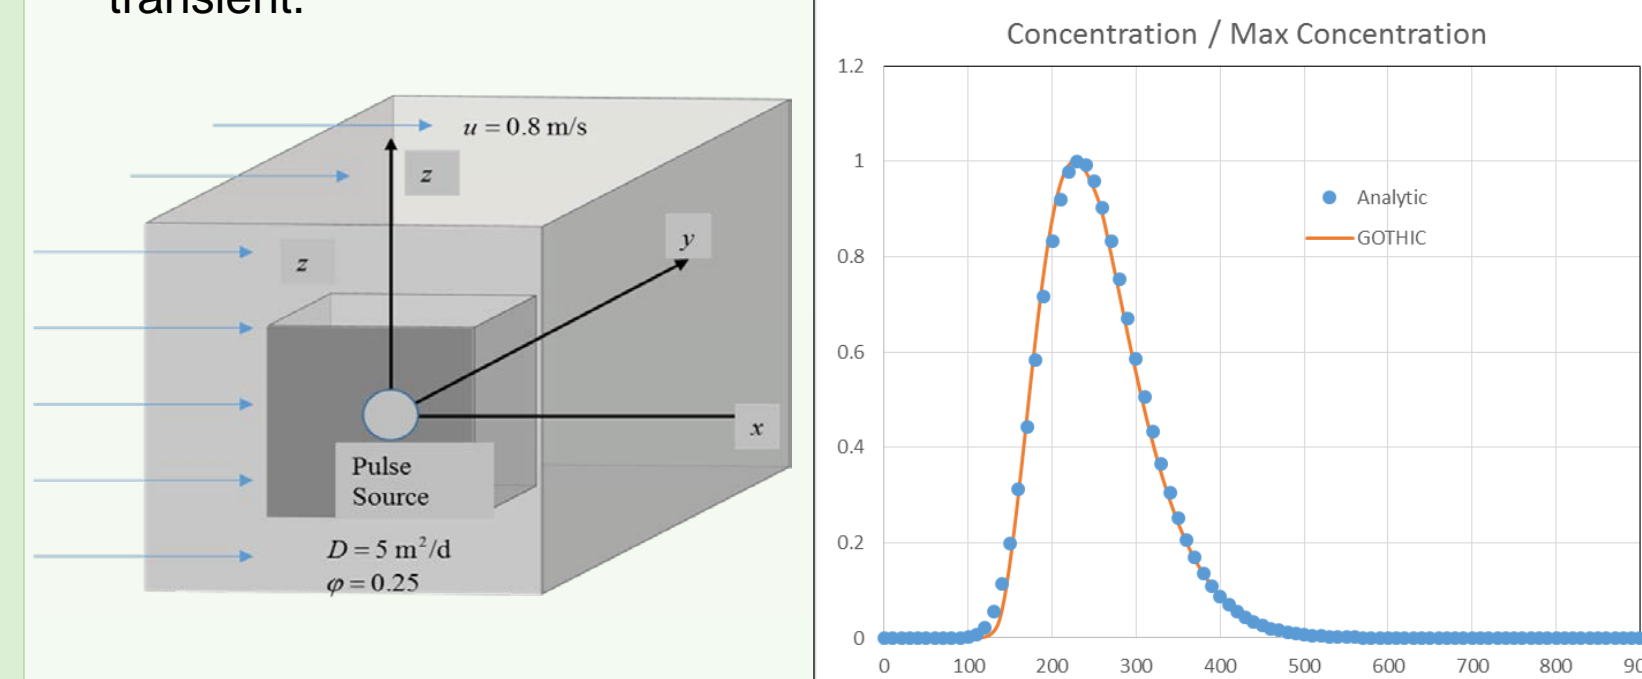 transient.
u = 0.8 m/s
z
y
z
x
Pulse
Source
D = 5 m²/d
φ = 0.25
Concentration / Max Concentration
1.2
1
0.8
0.6
0.4
0.2
0
Analytic
GOTHIC
0 100 200 300 400 500 600 700 800